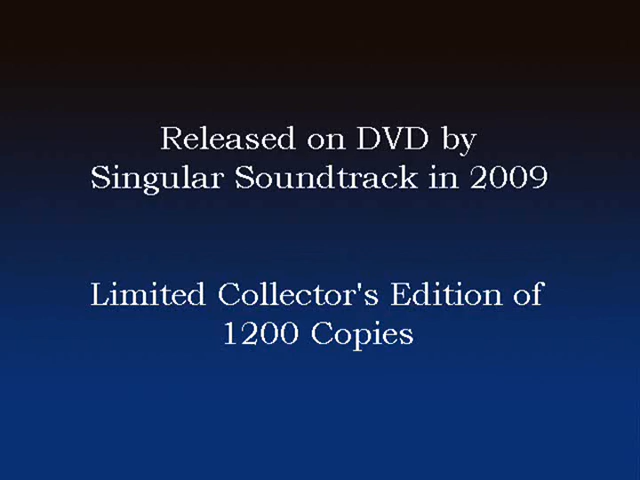 Released on DVD by
Singular Soundtrack in 2009
Limited Collector's Edition of
1200 Copies